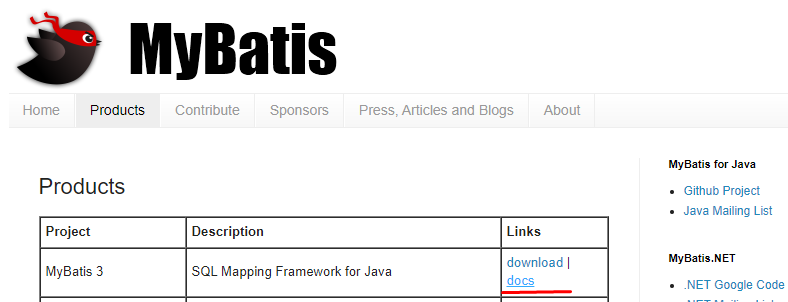 MyBatis
Home Products Contribute Sponsors Press, Articles and Blogs About
Products
Project Description Links
MyBatis 3 SQL Mapping Framework for Java download |
docs
MyBatis for Java
Github Project
Java Mailing List
MyBatis.NET
.NET Google Code